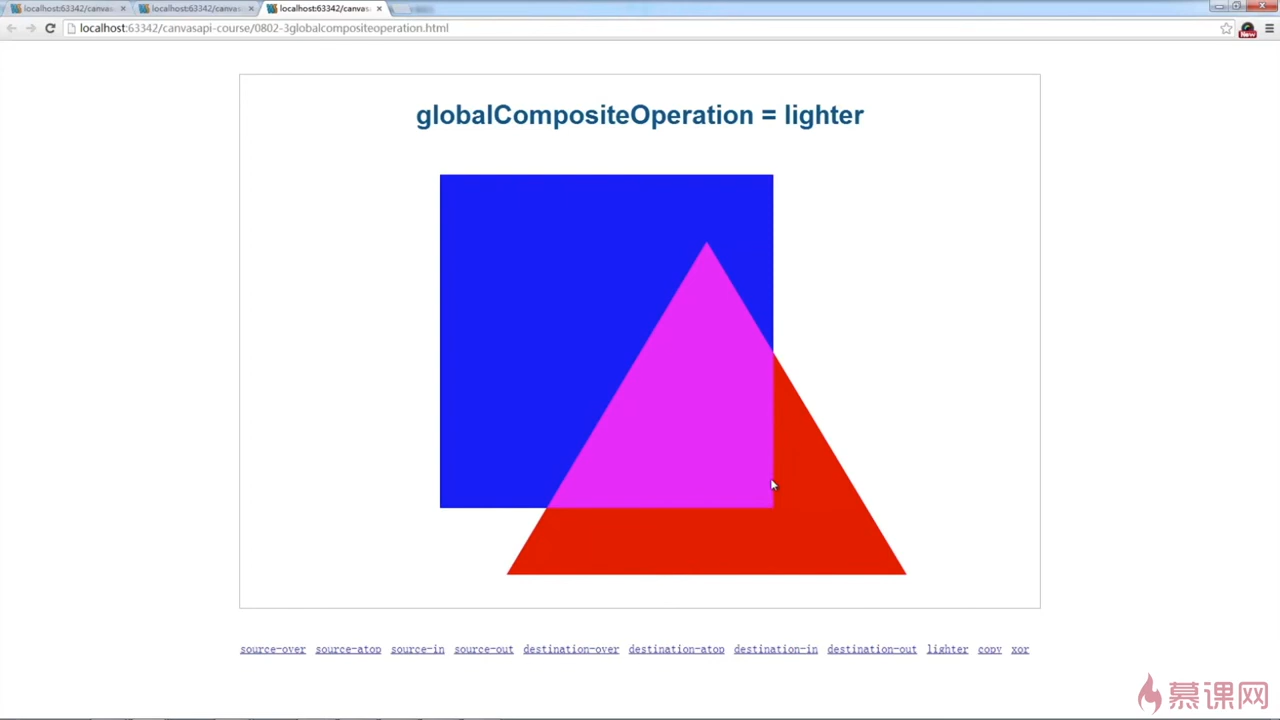 localhost:63342/canvasa localhost:63342/canvas localhost:63342/canvas
localhost:63342/canvasapi-course/0802-3globalcompositeoperation.html
New
globalCompositeOperation = lighter
source-over source-atop source-in source-out destination-over destination-atop destination-in destination-out lighter copy xor
慕课网